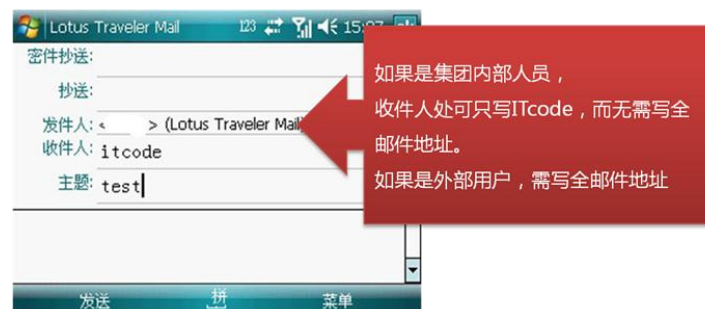 Lotus Traveler Mail 123
密件抄送:
抄送:
发件人: < > (Lotus Traveler Mail)
收件人: itcode
主题: test
发送 拼 菜单
如果是集团内部人员，
收件人处可只写ITcode，而无需写全
邮件地址。
如果是外部用户，需写全邮件地址